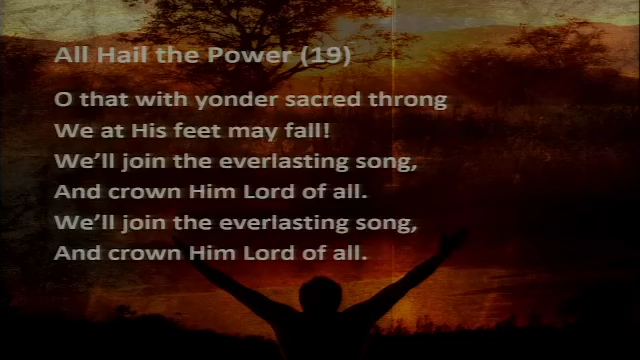 All Hail the Power (19)
O that with yonder sacred throng
We at His feet may fall!
We'll join the everlasting song,
And crown Him Lord of all.
We'll join the everlasting song,
And crown Him Lord of all.